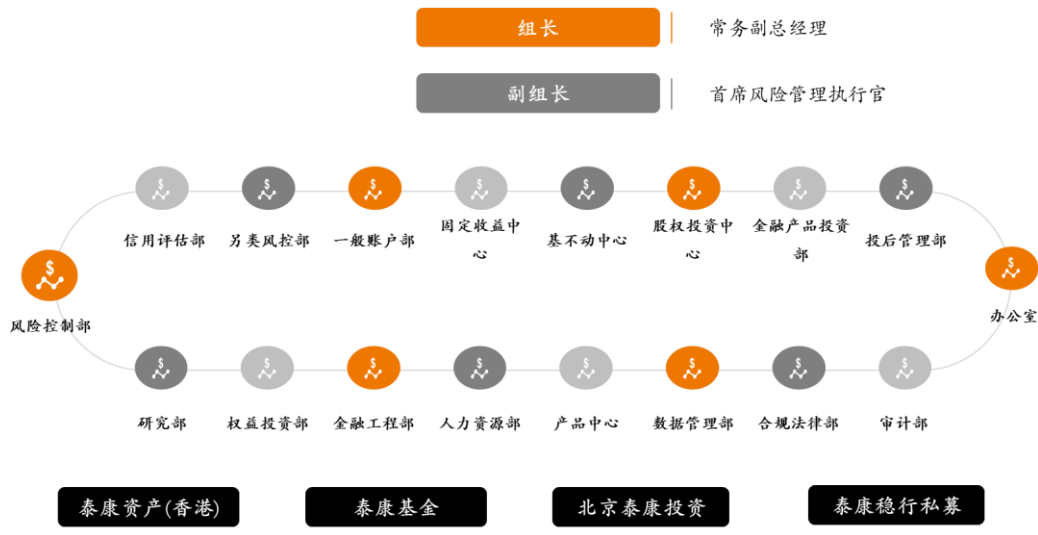 组长
常务副总经理
副组长
首席风险管理执行官
$ $ $ $ $ $ $ $
信用评估部 另类风控部 一般账户部 固定收益中 基不动中心 股权投资中 金融产品投资 投后管理部
心 心 部
$ $
风险控制部 办公室
$ $ $ $ $ $ $ $
研究部 权益投资部 金融工程部 人力资源部 产品中心 数据管理部 合规法律部 审计部
泰康资产(香港) 泰康基金 北京泰康投资 泰康稳行私募